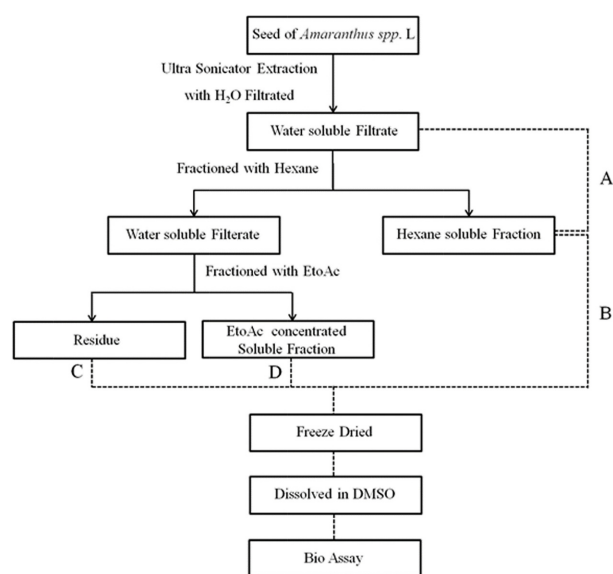 Seed of Amaranthus spp. L
Ultra Sonicator Extraction
with H₂O Filtrated
Water soluble Filtrate
A
Fractioned with Hexane
Water soluble Filterate
Hexane soluble Fraction
Fractioned with EtoAc
B
Residue
EtoAc concentrated
Soluble Fraction
C
D
Freeze Dried
Dissolved in DMSO
Bio Assay